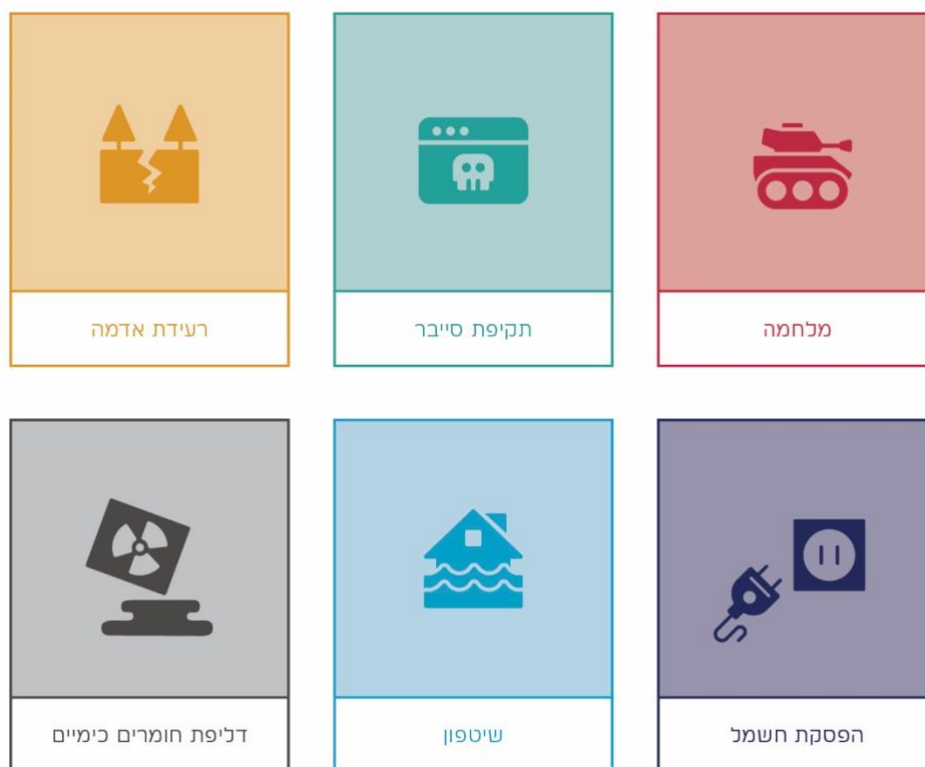 מלחמה
תקיפת סייבר
רעידת אדמה
הפסקת חשמל
שיטפון
דליפת חומרים כימיים